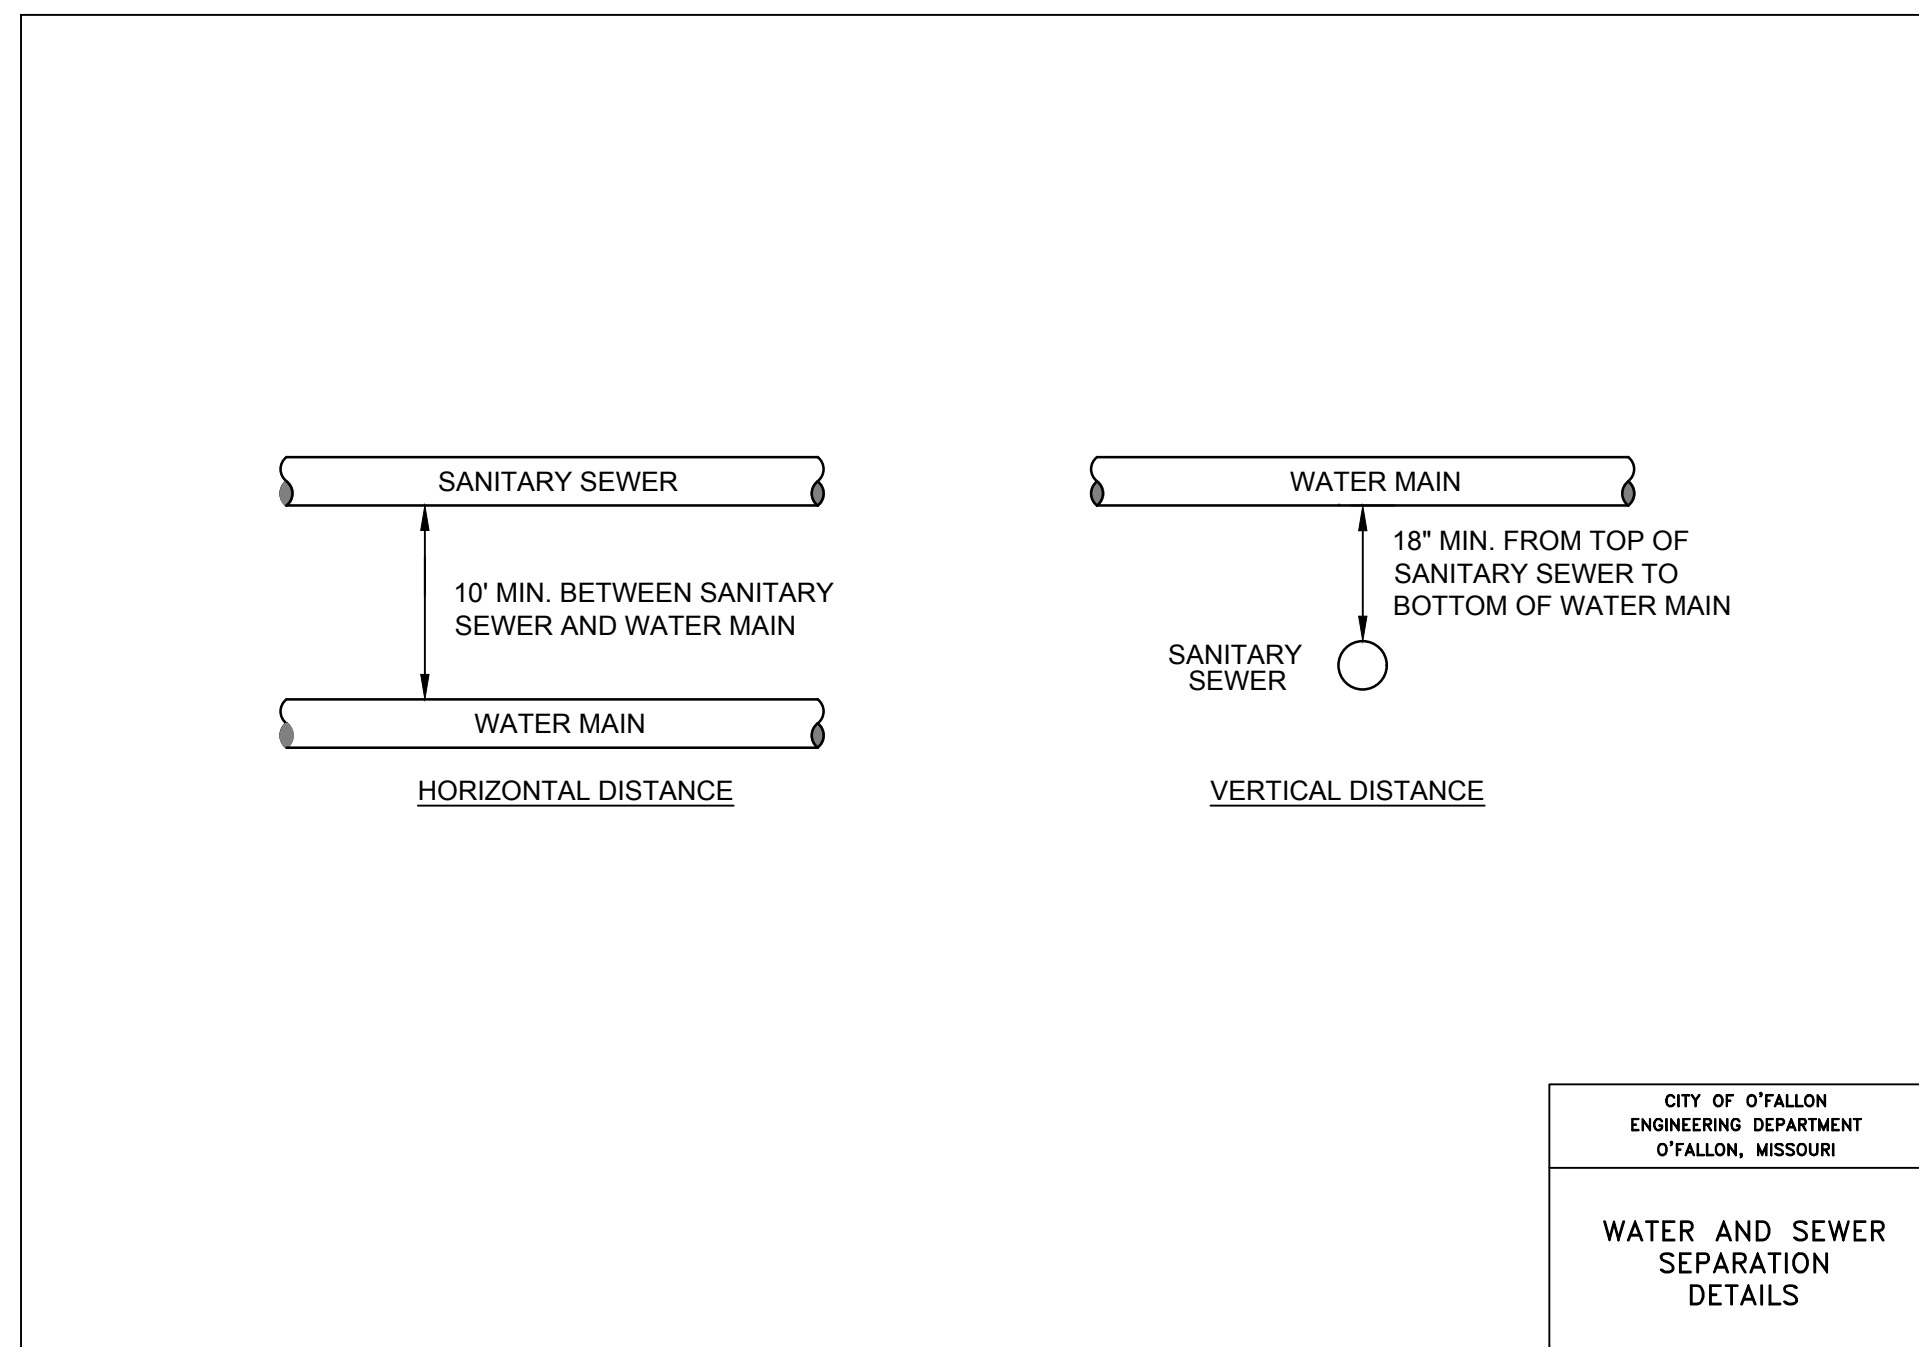 SANITARY SEWER
10' MIN. BETWEEN SANITARY
SEWER AND WATER MAIN
WATER MAIN
HORIZONTAL DISTANCE
WATER MAIN
18" MIN. FROM TOP OF
SANITARY SEWER TO
BOTTOM OF WATER MAIN
SANITARY
SEWER
VERTICAL DISTANCE
CITY OF O'FALLON
ENGINEERING DEPARTMENT
O'FALLON, MISSOURI
WATER AND SEWER
SEPARATION
DETAILS